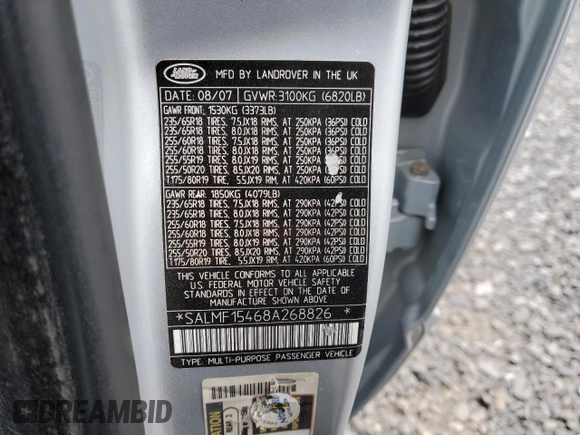 LAND ROVER
MFD BY LANDROVER IN THE UK
DATE: 08/07 GVWR:3100KG (6820LB)
GAWR FRONT: 1530KG (3373LB)
235/65R18 TIRES, 7.5JX18 RIMS, AT 250KPA (36PSI) COLD
235/65R18 TIRES, 8.0JX18 RIMS, AT 250KPA (36PSI) COLD
255/60R18 TIRES, 7.5JX18 RIMS, AT 250KPA (36PSI) COLD
255/60R18 TIRES, 8.0JX18 RIMS, AT 250KPA (36PSI) COLD
255/55R19 TIRES, 8.0JX19 RIMS, AT 250KPA (36PSI) COLD
255/50R20 TIRES, 8.5JX20 RIMS, AT 250KPA (36PSI) COLD
T175/80R19 TIRE, 5.5JX19 RIM, AT 420KPA (60PSI) COLD
GAWR REAR: 1850KG (4079LB)
235/65R18 TIRES, 7.5JX18 RIMS, AT 290KPA (42PSI) COLD
235/65R18 TIRES, 8.0JX18 RIMS, AT 290KPA (42PSI) COLD
255/60R18 TIRES, 7.5JX18 RIMS, AT 290KPA (42PSI) COLD
255/60R18 TIRES, 8.0JX18 RIMS, AT 290KPA (42PSI) COLD
255/55R19 TIRES, 8.0JX19 RIMS, AT 290KPA (42PSI) COLD
255/50R20 TIRES, 8.5JX20 RIMS, AT 290KPA (42PSI) COLD
T175/80R19 TIRE, 5.5JX19 RIM, AT 420KPA (60PSI) COLD
THIS VEHICLE CONFORMS TO ALL APPLICABLE
U.S. FEDERAL MOTOR VEHICLE SAFETY
STANDARDS IN EFFECT ON THE DATE OF
MANUFACTURE SHOWN ABOVE.
*SALMF15468A268826 *
TYPE: MULTI-PURPOSE PASSENGER VEHICLE
REAR 3
DREAMBID